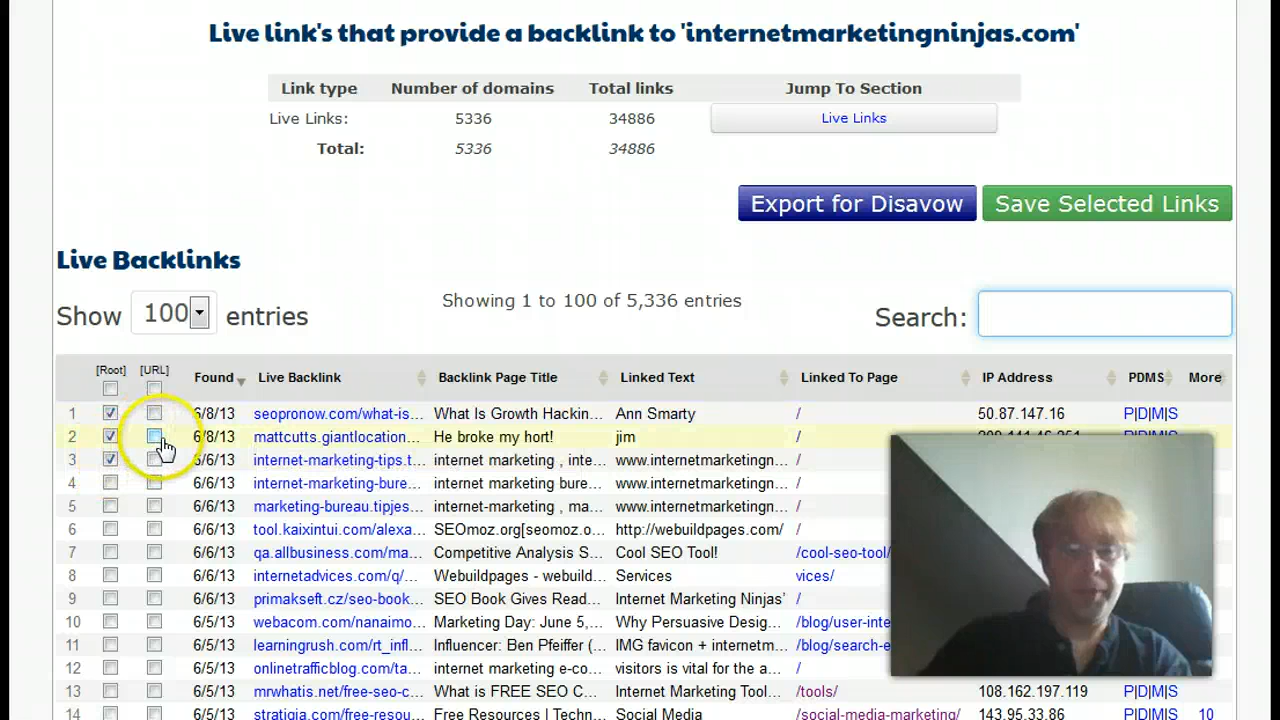 Live link's that provide a backlink to 'internetmarketingninjas.com'
Link type Number of domains Total links Jump To Section
Live Links: 5336 34886 Live Links
Total: 5336 34886
Export for Disavow Save Selected Links
Live Backlinks
Show 100 entries Showing 1 to 100 of 5,336 entries Search:
[Root] [URL] Found Live Backlink Backlink Page Title Linked Text Linked To Page IP Address PDMS More
1 6/8/13 seopronow.com/what-is... What Is Growth Hackin... Ann Smarty / 50.87.147.16 P|D|M|S
2 6/8/13 mattcutts.giantlocation... He broke my hort! jim /
3 6/6/13 internet-marketing-tips.t... internet marketing , inte... www.internetmarketingn... /
4 6/6/13 internet-marketing-bure... internet marketing bure... www.internetmarketingn... /
5 6/6/13 marketing-bureau.tipjes... internet marketing , ma... www.internetmarketingn... /
6 6/6/13 tool.kaixintui.com/alexa... SEOmoz.org[seomoz.o... http://webuildpages.com/ /
7 6/6/13 qa.allbusiness.com/ma... Competitive Analysis S... Cool SEO Tool! /cool-seo-tool/
8 6/6/13 internetadvices.com/q/... Webuildpages - webuild... Services vices/
9 6/6/13 primakseft.cz/seo-book... SEO Book Gives Read... Internet Marketing Ninjas' /
10 6/5/13 webacom.com/nanaimo... Marketing Day: June 5,... Why Persuasive Desig... /blog/user-inte
11 6/5/13 learningrush.com/rt_infl... Influencer: Ben Pfeiffer (... IMG favicon + internetm... /blog/search-e
12 6/5/13 onlinetrafficblog.com/ta... internet marketing e-co... visitors is vital for the a... /
13 6/5/13 mrwhatis.net/free-seo-c... What is FREE SEO C... Internet Marketing Tool... /tools/ 108.162.197.119 P|D|M|S
14 6/5/13 stratigia.com/free-resou... Free Resources | Techn... Social Media /social-media-marketing/ 143.95.33.86 P|D|M|S 10